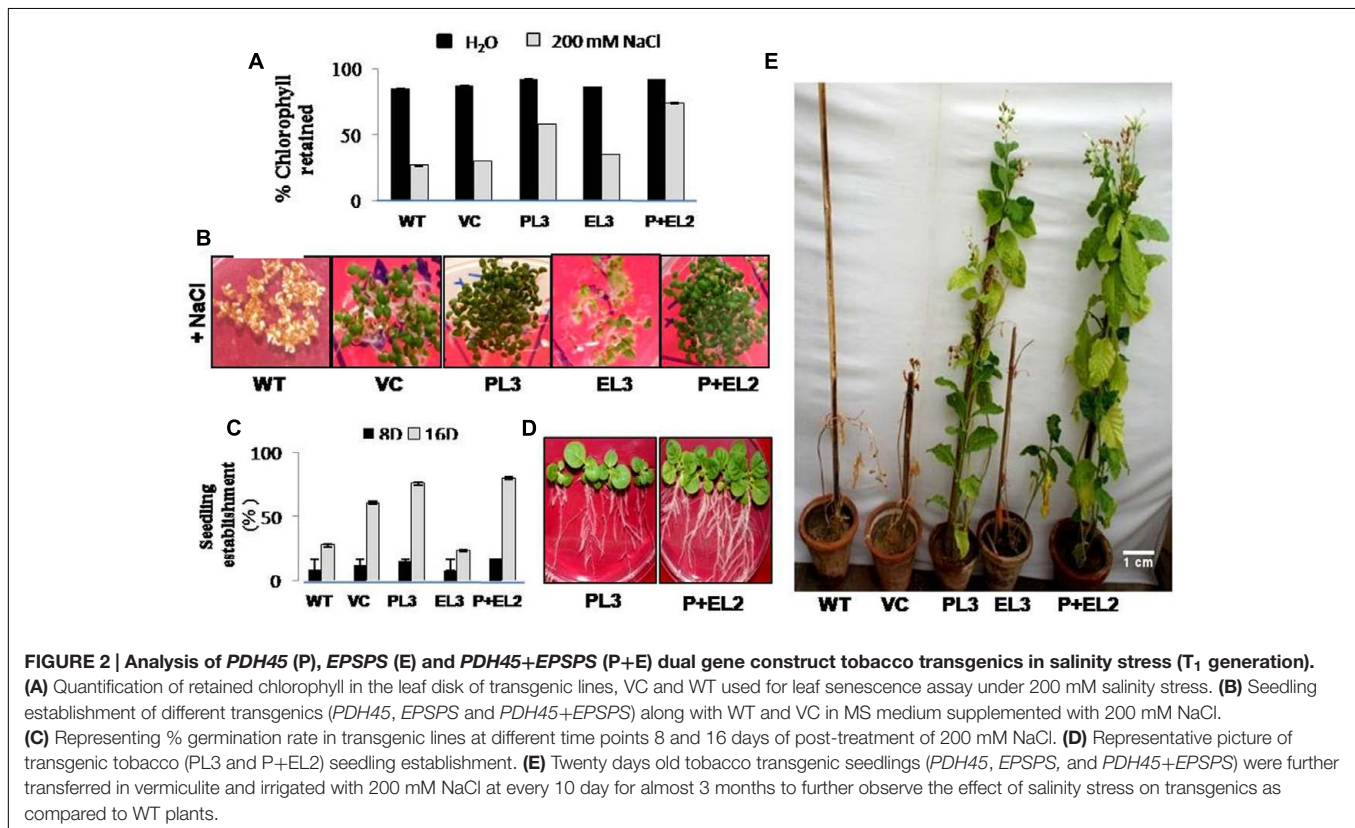 A
■ H₂O □ 200 mM NaCl
% Chlorophyll
retained
100
50
0
WT VC PL3 EL3 P+EL2
B
+ NaCl
WT VC PL3 EL3 P+EL2
C
■ 8D □ 16D
Seedling
establishment
(%)
100
50
0
WT VC PL3 EL3 P+EL2
D
PL3 P+EL2
E
1 cm
WT VC PL3 EL3 P+EL2
FIGURE 2 | Analysis of PDH45 (P), EPSPS (E) and PDH45+EPSPS (P+E) dual gene construct tobacco transgenics in salinity stress (T₁ generation).
(A) Quantification of retained chlorophyll in the leaf disk of transgenic lines, VC and WT used for leaf senescence assay under 200 mM salinity stress. (B) Seedling
establishment of different transgenics (PDH45, EPSPS and PDH45+EPSPS) along with WT and VC in MS medium supplemented with 200 mM NaCl.
(C) Representing % germination rate in transgenic lines at different time points 8 and 16 days of post-treatment of 200 mM NaCl. (D) Representative picture of
transgenic tobacco (PL3 and P+EL2) seedling establishment. (E) Twenty days old tobacco transgenic seedlings (PDH45, EPSPS, and PDH45+EPSPS) were further
transferred in vermiculite and irrigated with 200 mM NaCl at every 10 day for almost 3 months to further observe the effect of salinity stress on transgenics as
compared to WT plants.